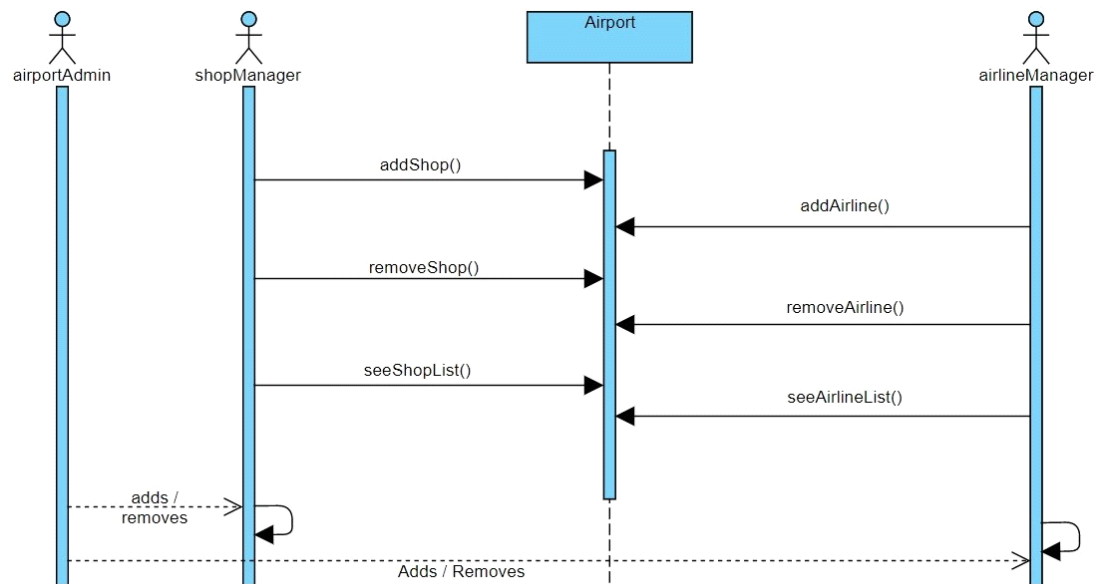 Airport
airportAdmin
shopManager
airlineManager
addShop()
addAirline()
removeShop()
removeAirline()
seeShopList()
seeAirlineList()
adds /
removes
Adds / Removes